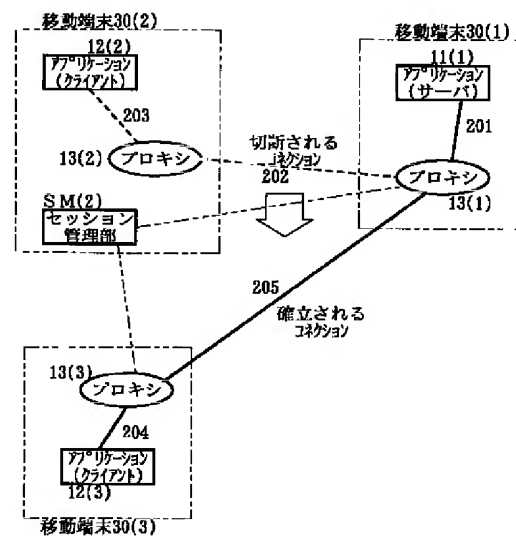 移動端末30(2)
12(2)
アプリケーション
(クライアント)
203
13(2)
プロキシ
SM(2)
セッション
管理部
移動端末30(1)
11(1)
アプリケーション
(サーバ)
201
プロキシ
13(1)
切断される
コネクション
202
205
確立される
コネクション
13(3)
プロキシ
204
アプリケーション
(クライアント)
12(3)
移動端末30(3)